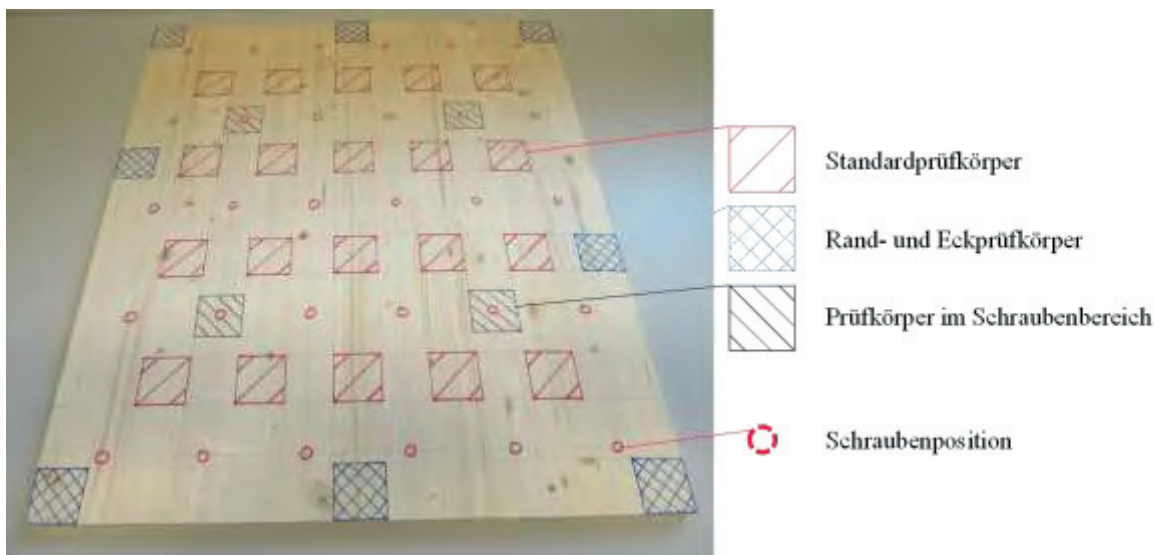 Standardprüfkörper
Rand- und Eckprüfkörper
Prüfkörper im Schraubenbereich
Schraubenposition